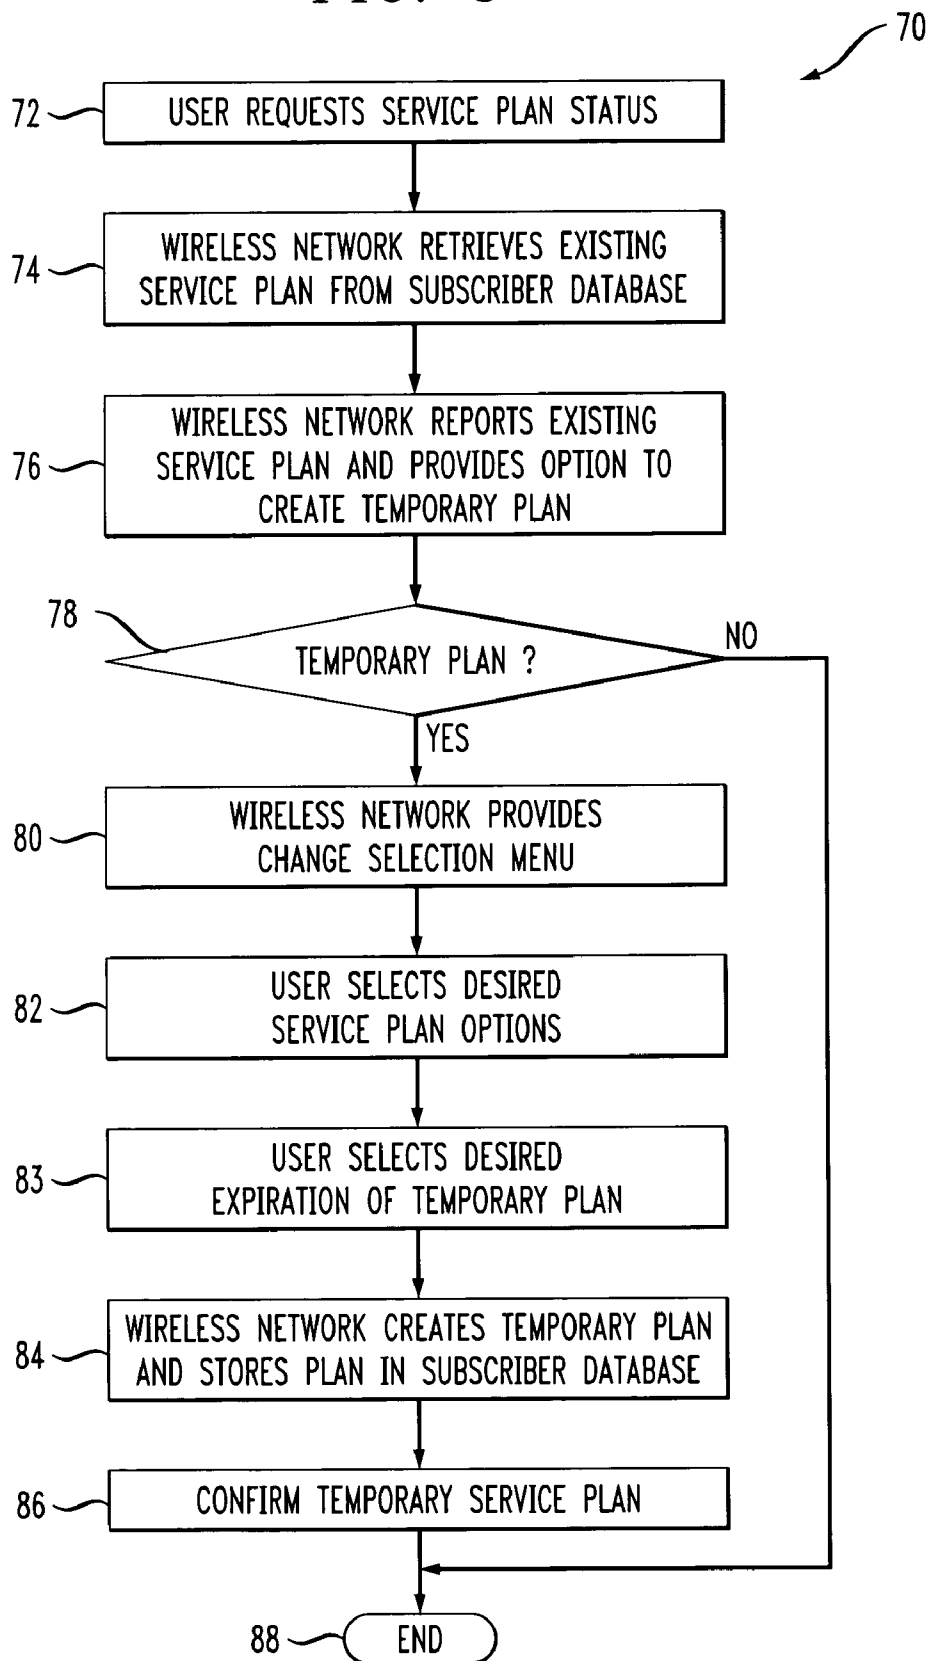 70
72
USER REQUESTS SERVICE PLAN STATUS
74
WIRELESS NETWORK RETRIEVES EXISTING
SERVICE PLAN FROM SUBSCRIBER DATABASE
76
WIRELESS NETWORK REPORTS EXISTING
SERVICE PLAN AND PROVIDES OPTION TO
CREATE TEMPORARY PLAN
78
TEMPORARY PLAN ?
NO
YES
80
WIRELESS NETWORK PROVIDES
CHANGE SELECTION MENU
82
USER SELECTS DESIRED
SERVICE PLAN OPTIONS
83
USER SELECTS DESIRED
EXPIRATION OF TEMPORARY PLAN
84
WIRELESS NETWORK CREATES TEMPORARY PLAN
AND STORES PLAN IN SUBSCRIBER DATABASE
86
CONFIRM TEMPORARY SERVICE PLAN
88
END